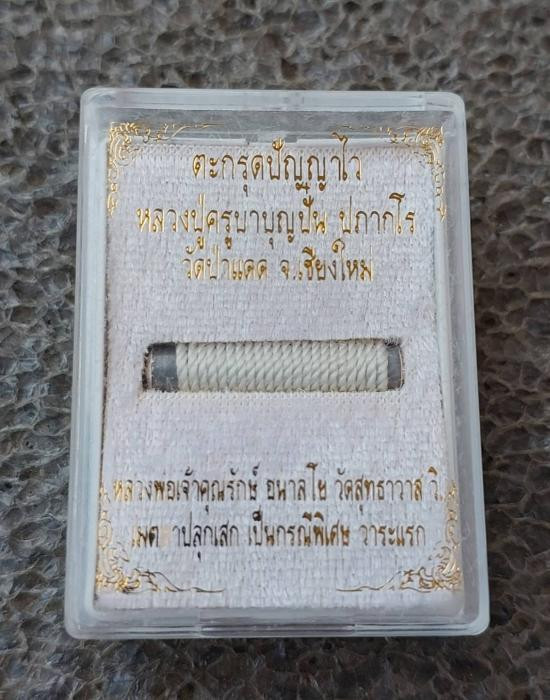 ตะกรุดปัญญาไว
หลวงปู่ครูบาบุญปั๋น ปภากโร
วัดป่าแดด จ.เชียงใหม่
หลวงพ่อเจ้าคุณรักษ์ อนาลโย วัดสุทธาวาส วิ.
เมตตาปลุกเสก เป็นกรณีพิเศษ วาระแรก